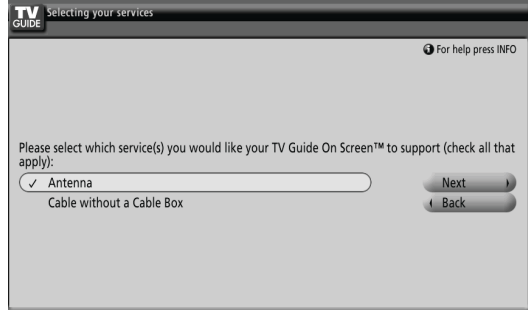 TV
GUIDE
Selecting your services
For help press INFO
Please select which service(s) you would like your TV Guide On Screen™ to support (check all that
apply):
✓ Antenna
Next
Cable without a Cable Box
Back